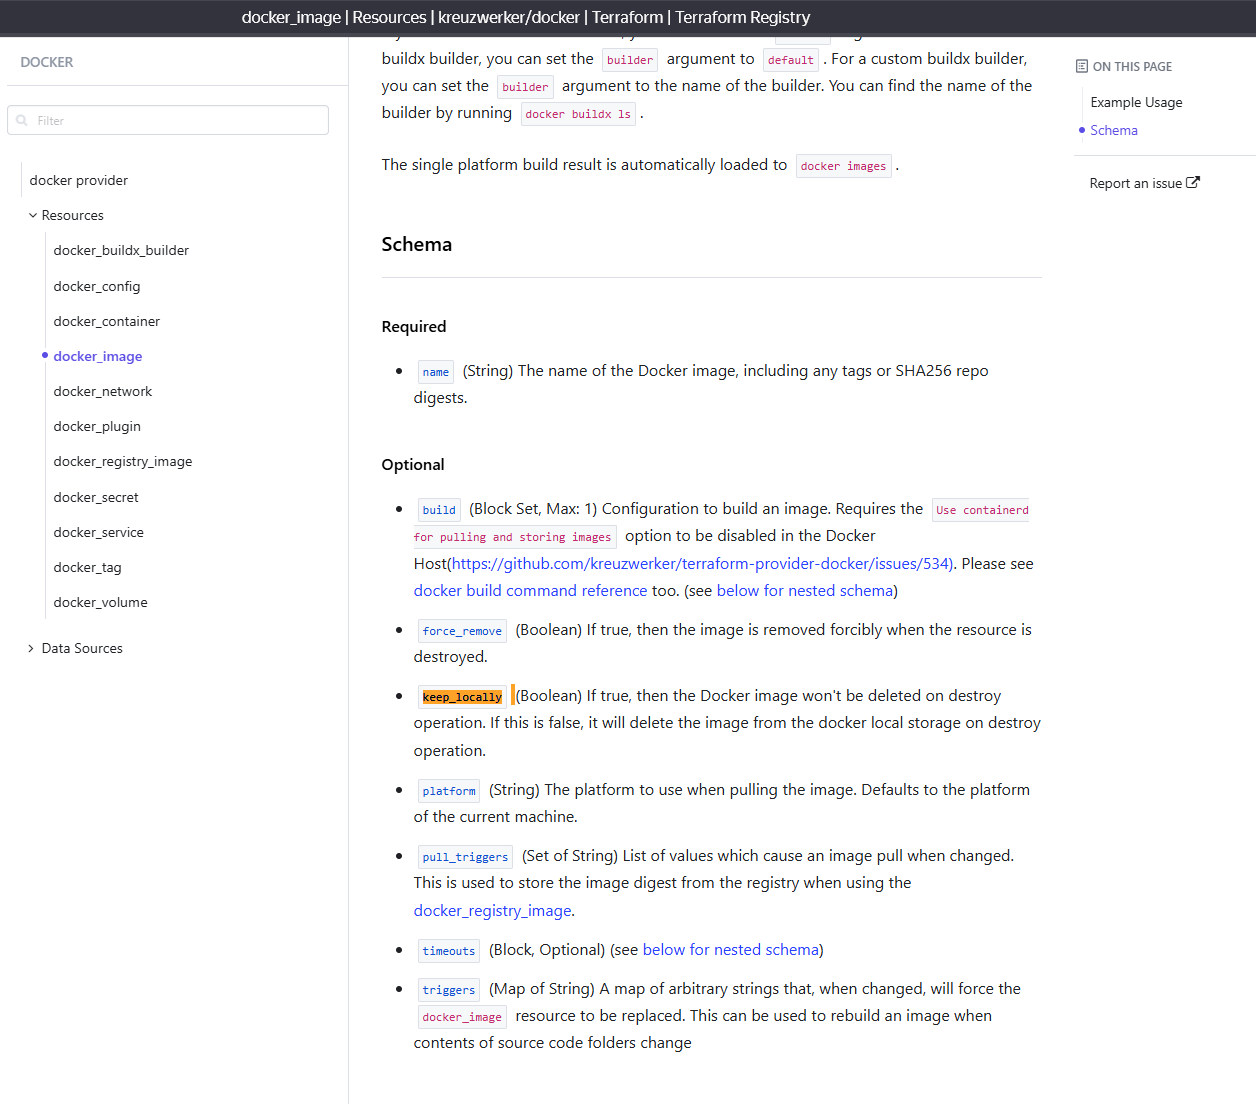 docker_image | Resources | kreuzwerker/docker | Terraform | Terraform Registry
DOCKER
Filter
docker provider
Resources
docker_buildx_builder
docker_config
docker_container
docker_image
docker_network
docker_plugin
docker_registry_image
docker_secret
docker_service
docker_tag
docker_volume
Data Sources
buildx builder, you can set the builder argument to default . For a custom buildx builder,
you can set the builder argument to the name of the builder. You can find the name of the
builder by running docker buildx ls .
The single platform build result is automatically loaded to docker images .
Schema
Required
name (String) The name of the Docker image, including any tags or SHA256 repo
digests.
Optional
build (Block Set, Max: 1) Configuration to build an image. Requires the Use containerd
for pulling and storing images option to be disabled in the Docker
Host(https://github.com/kreuzwerker/terraform-provider-docker/issues/534). Please see
docker build command reference too. (see below for nested schema)
force_remove (Boolean) If true, then the image is removed forcibly when the resource is
destroyed.
keep_locally (Boolean) If true, then the Docker image won't be deleted on destroy
operation. If this is false, it will delete the image from the docker local storage on destroy
operation.
platform (String) The platform to use when pulling the image. Defaults to the platform
of the current machine.
pull_triggers (Set of String) List of values which cause an image pull when changed.
This is used to store the image digest from the registry when using the
docker_registry_image.
timeouts (Block, Optional) (see below for nested schema)
triggers (Map of String) A map of arbitrary strings that, when changed, will force the
docker_image resource to be replaced. This can be used to rebuild an image when
contents of source code folders change
ON THIS PAGE
Example Usage
Schema
Report an issue